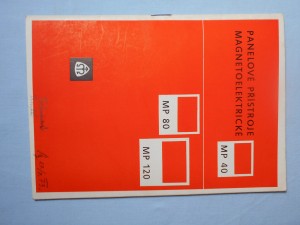 PANELOVÉ PŘÍSTROJE
MAGNETOELEKTRICKÉ
MP 40
MP 80
MP 120